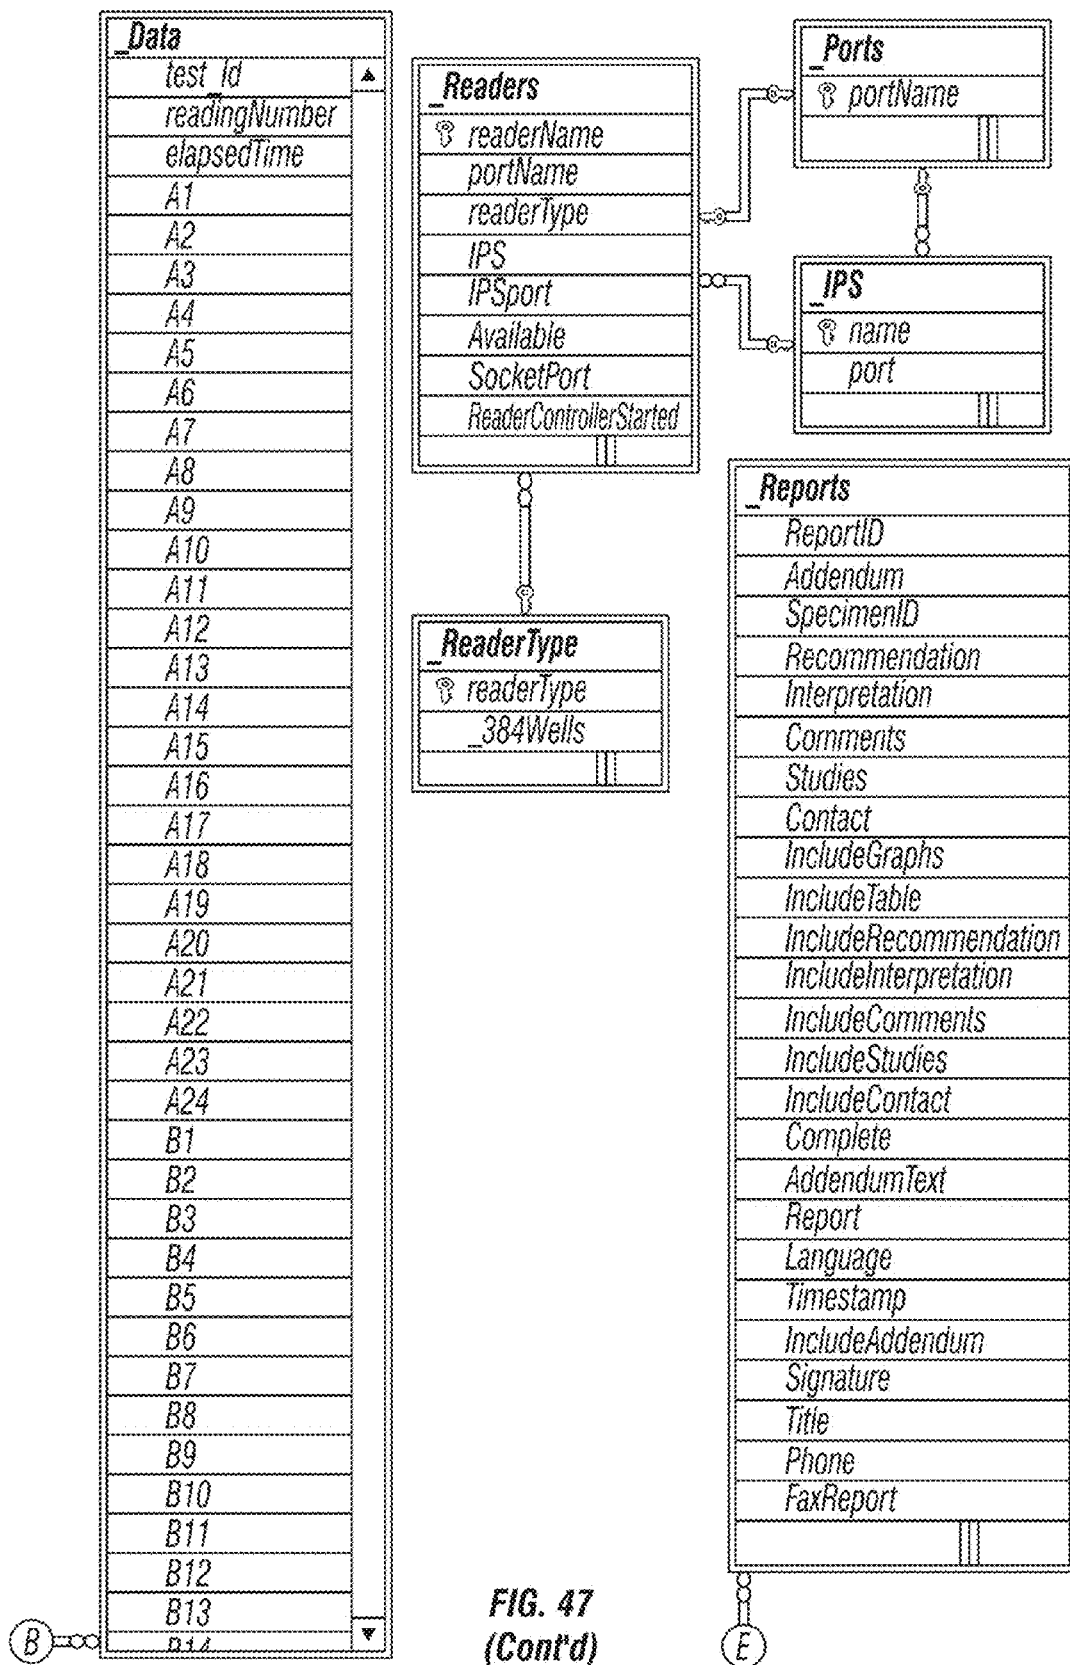 _Data
test_Id
readingNumber
elapsedTime
A1
A2
A3
A4
A5
A6
A7
A8
A9
A10
A11
A12
A13
A14
A15
A16
A17
A18
A19
A20
A21
A22
A23
A24
B1
B2
B3
B4
B5
B6
B7
B8
B9
B10
B11
B12
B13
B14
B
_Readers
readerName
portName
readerType
IPS
IPSport
Available
SocketPort
ReaderControllerStarted
_ReaderType
readerType
_384Wells
_Ports
portName
_IPS
name
port
_Reports
ReportID
Addendum
SpecimenID
Recommendation
Interpretation
Comments
Studies
Contact
IncludeGraphs
IncludeTable
IncludeRecommendation
IncludeInterpretation
IncludeComments
IncludeStudies
IncludeContact
Complete
AddendumText
Report
Language
Timestamp
IncludeAddendum
Signature
Title
Phone
FaxReport
E
FIG. 47
(Cont'd)